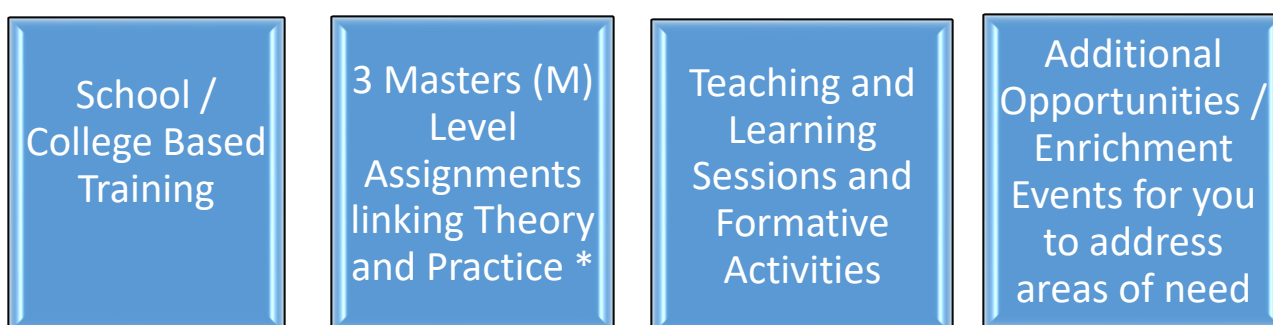 School /
College Based
Training
3 Masters (M)
Level
Assignments
linking Theory
and Practice *
Teaching and
Learning
Sessions and
Formative
Activities
Additional
Opportunities /
Enrichment
Events for you
to address
areas of need